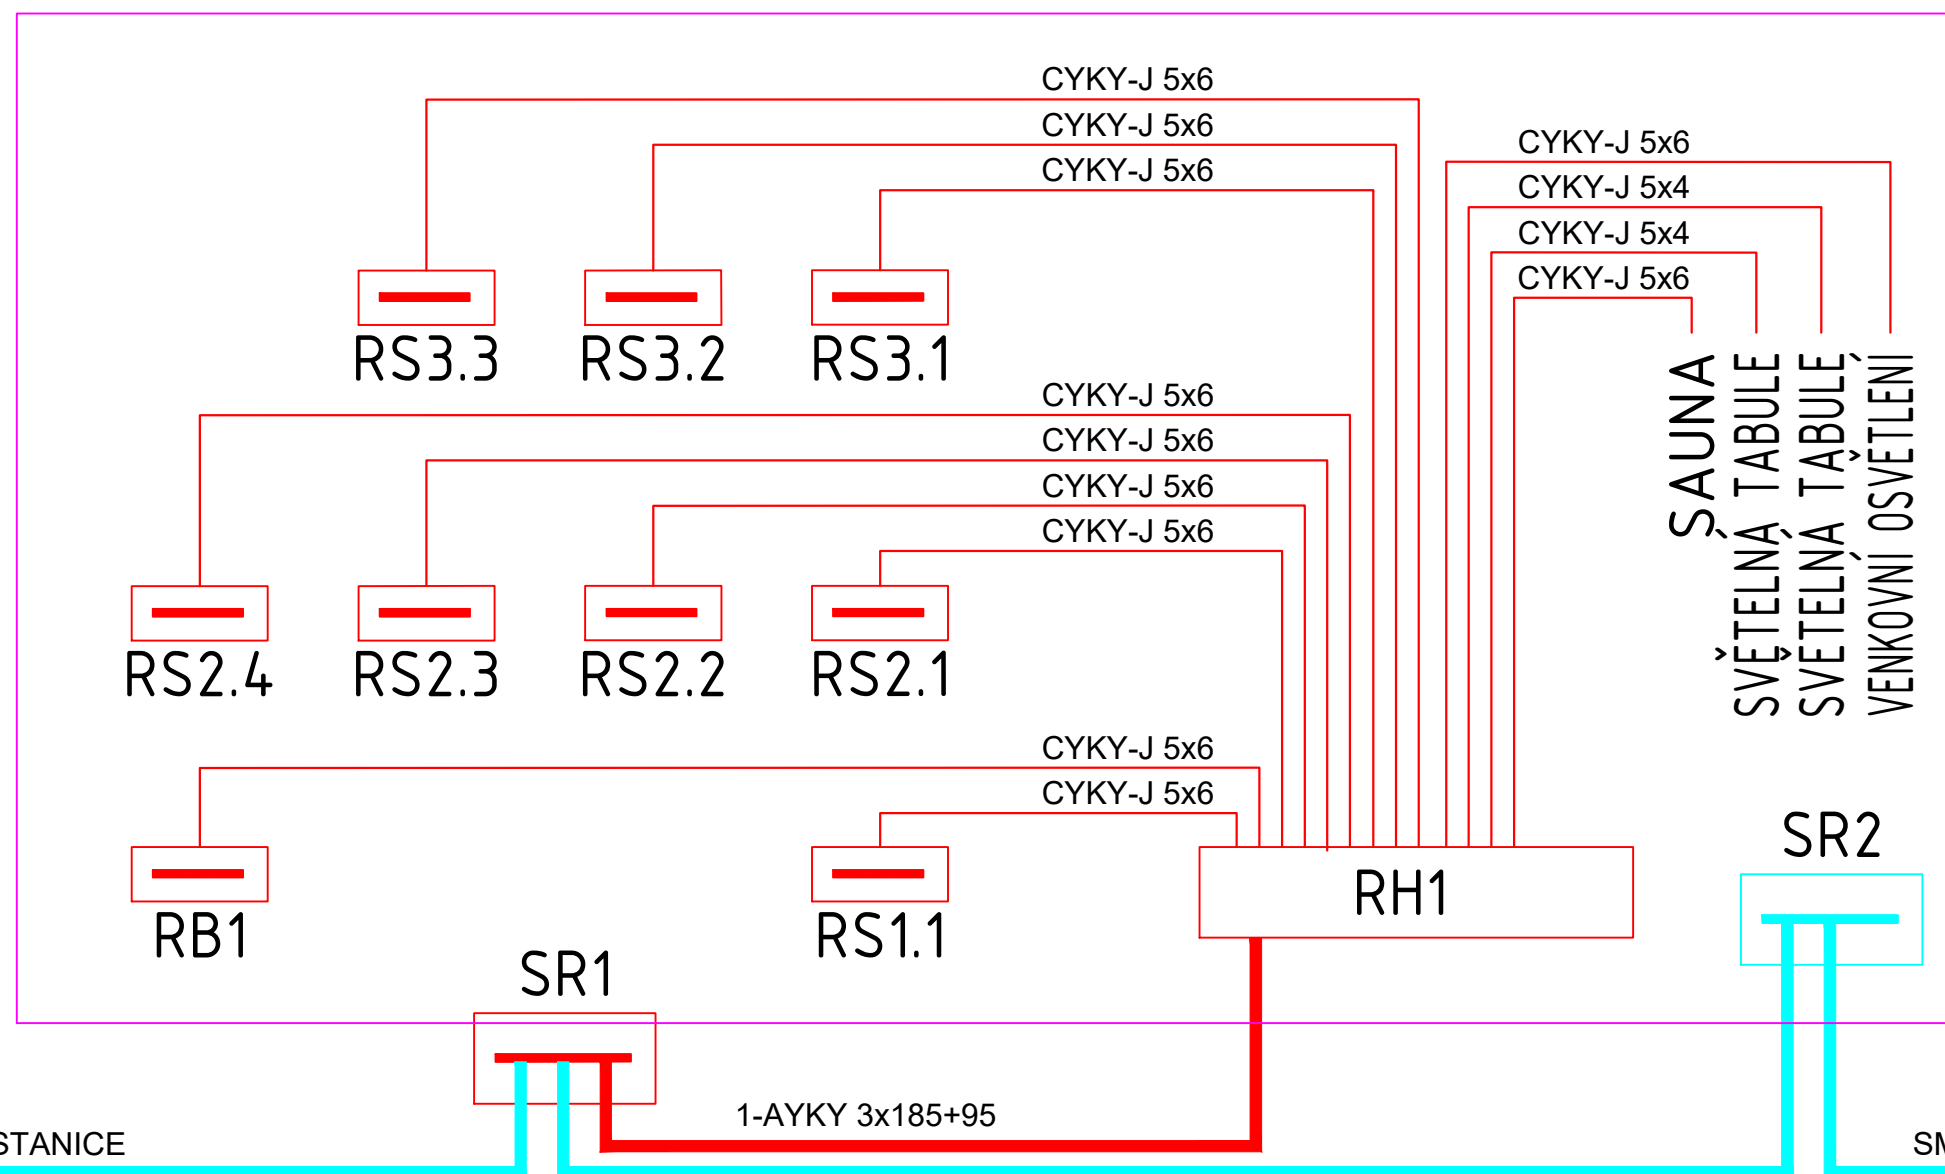 CYKY-J 5x6
CYKY-J 5x6
CYKY-J 5x6
CYKY-J 5x6
CYKY-J 5x4
CYKY-J 5x4
CYKY-J 5x6
RS3.3
RS3.2
RS3.1
SAUNA
SVĚTELNÁ TABULE
SVĚTELNÁ TABULE
VENKOVNÍ OSVĚTLENÍ
CYKY-J 5x6
CYKY-J 5x6
CYKY-J 5x6
CYKY-J 5x6
RS2.4
RS2.3
RS2.2
RS2.1
CYKY-J 5x6
CYKY-J 5x6
RB1
RS1.1
RH1
SR2
SR1
1-AYKY 3x185+95
STANICE
SM